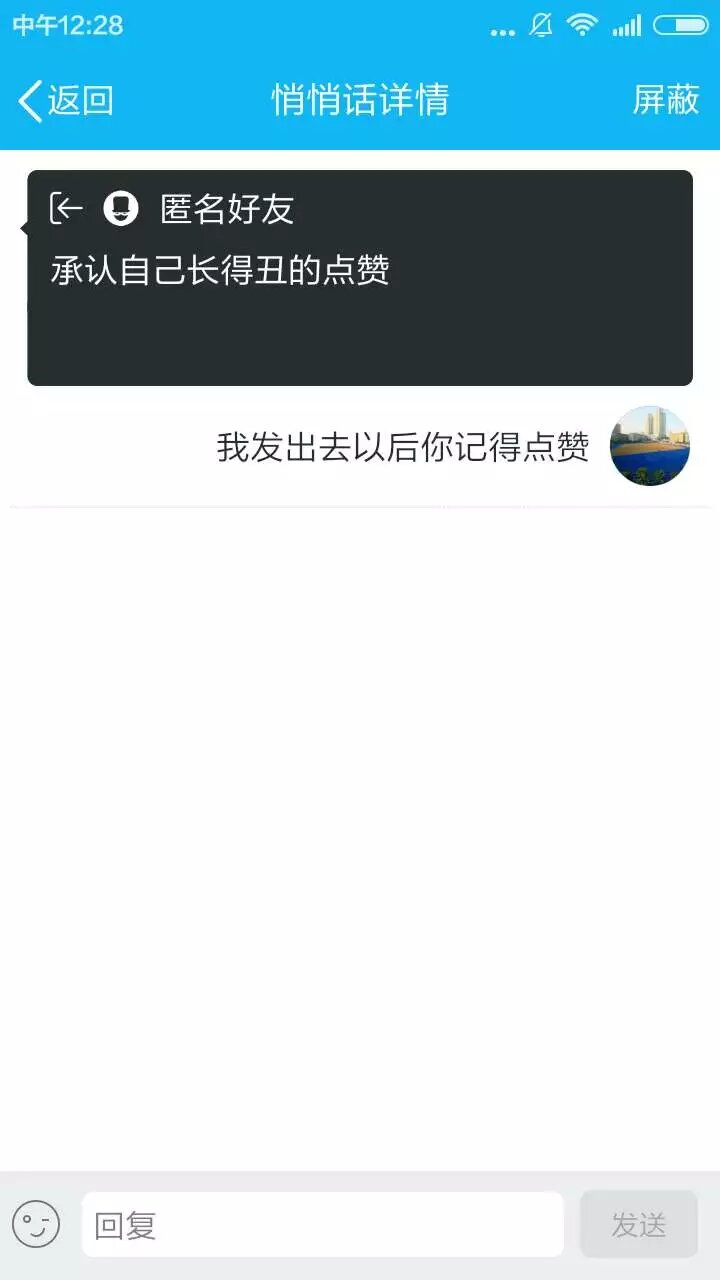 中午12:28
返回 悄悄话详情 屏蔽
匿名好友
承认自己长得丑的点赞
我发出去以后你记得点赞
回复 发送